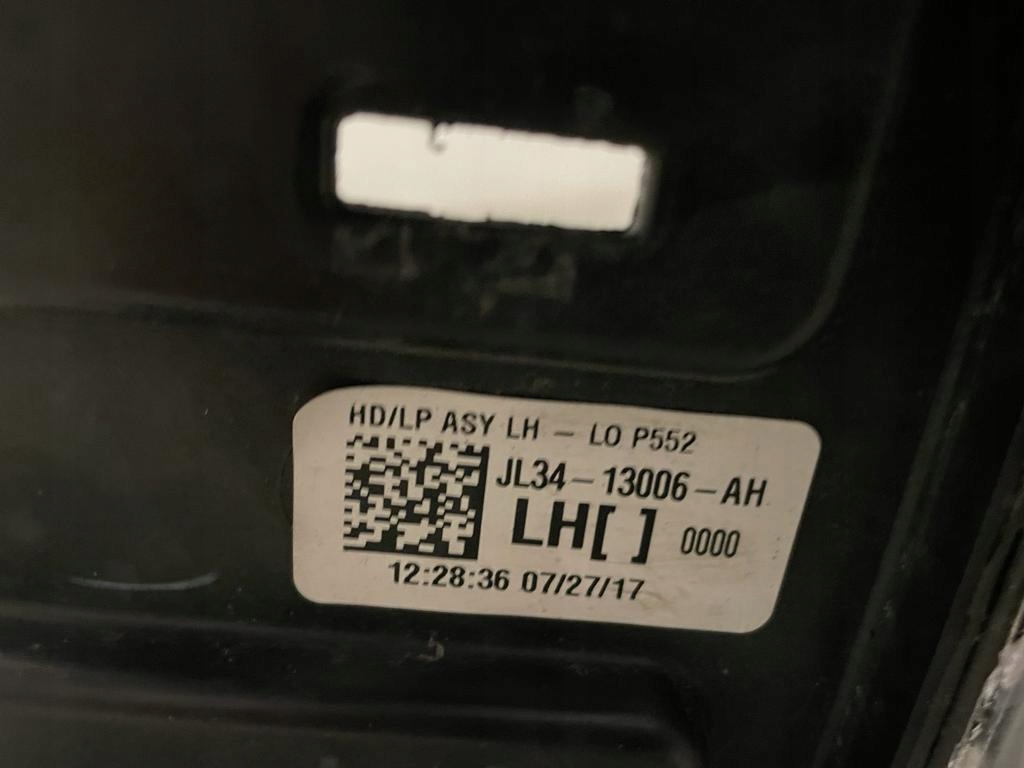 HD/LP ASY LH - LO P552
JL34-13006-AH
LH[ ] 0000
12:28:36 07/27/17